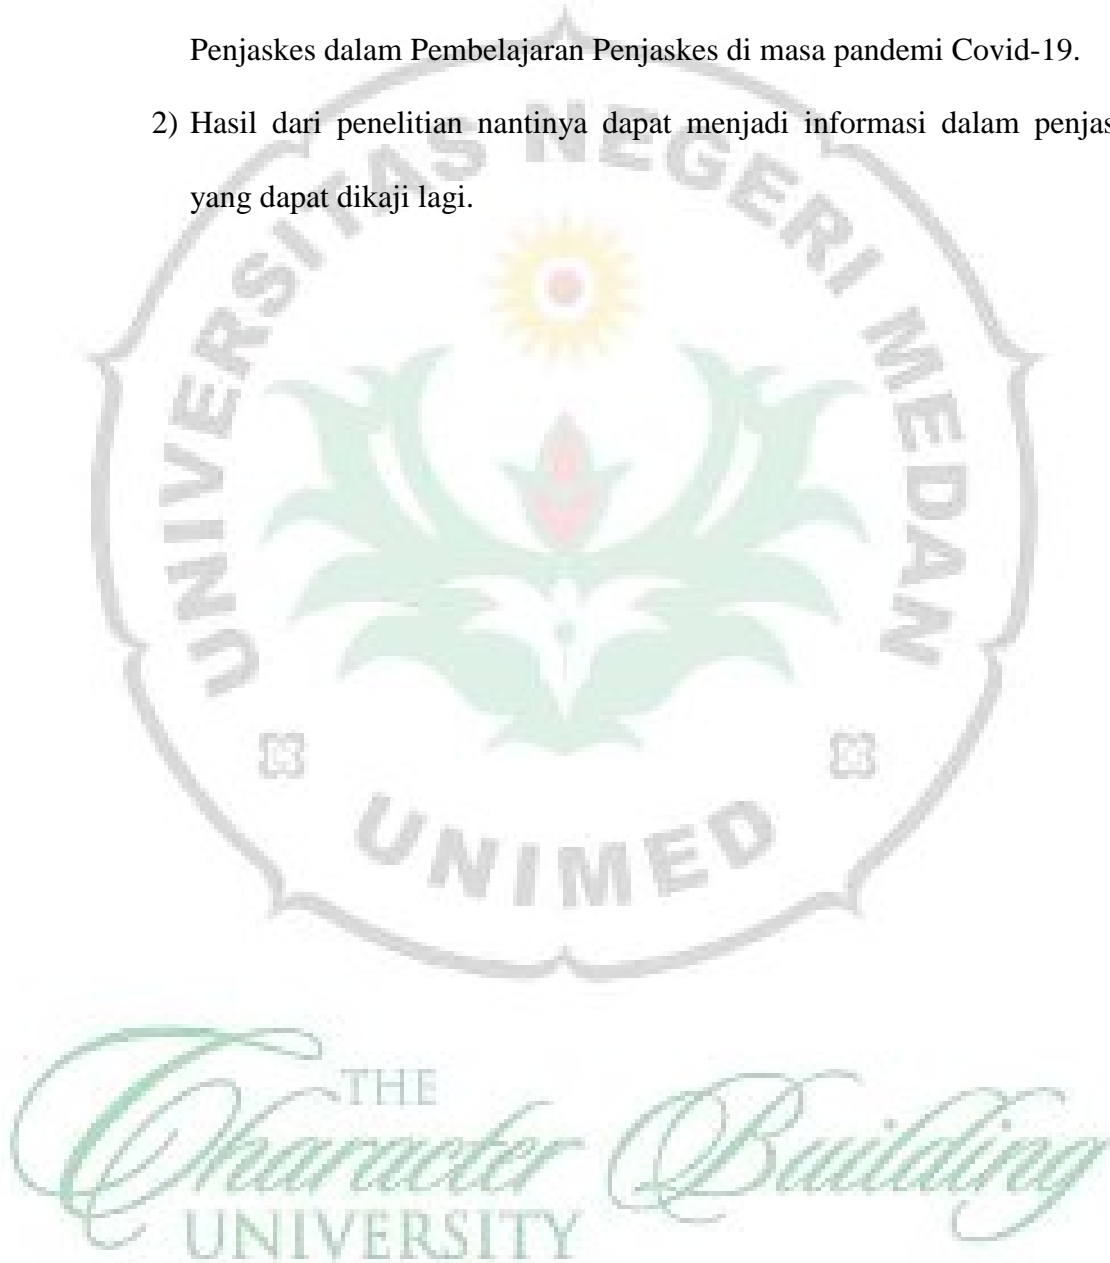 Penjaskes dalam Pembelajaran Penjaskes di masa pandemi Covid-19.
2) Hasil dari penelitian nantinya dapat menjadi informasi dalam
yang dapat dikaji lagi.
UNIVERSITAS NEGERI MEDAN
UNIMED
THE
Character Building
UNIVERSITY